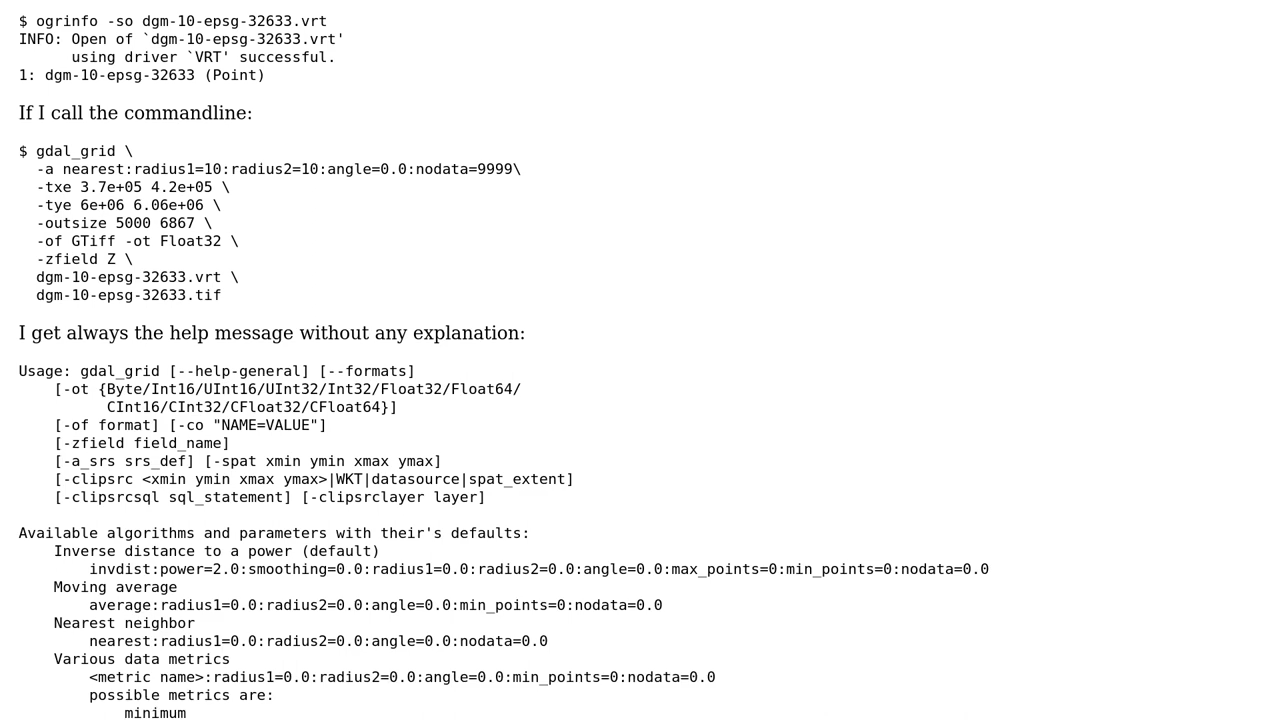 $ ogrinfo -so dgm-10-epsg-32633.vrt
INFO: Open of `dgm-10-epsg-32633.vrt'
      using driver `VRT' successful.
1: dgm-10-epsg-32633 (Point)
If I call the commandline:
$ gdal_grid \
  -a nearest:radius1=10:radius2=10:angle=0.0:nodata=9999\
  -txe 3.7e+05 4.2e+05 \
  -tye 6e+06 6.06e+06 \
  -outsize 5000 6867 \
  -of GTiff -ot Float32 \
  -zfield Z \
  dgm-10-epsg-32633.vrt \
  dgm-10-epsg-32633.tif
I get always the help message without any explanation:
Usage: gdal_grid [--help-general] [--formats]
    [-ot {Byte/Int16/UInt16/UInt32/Int32/Float32/Float64/
          CInt16/CInt32/CFloat32/CFloat64}]
    [-of format] [-co "NAME=VALUE"]
    [-zfield field_name]
    [-a_srs srs_def] [-spat xmin ymin xmax ymax]
    [-clipsrc <xmin ymin xmax ymax>|WKT|datasource|spat_extent]
    [-clipsrcsql sql_statement] [-clipsrclayer layer]
Available algorithms and parameters with their's defaults:
    Inverse distance to a power (default)
        invdist:power=2.0:smoothing=0.0:radius1=0.0:radius2=0.0:angle=0.0:max_points=0:min_points=0:nodata=0.0
    Moving average
        average:radius1=0.0:radius2=0.0:angle=0.0:min_points=0:nodata=0.0
    Nearest neighbor
        nearest:radius1=0.0:radius2=0.0:angle=0.0:nodata=0.0
    Various data metrics
        <metric name>:radius1=0.0:radius2=0.0:angle=0.0:min_points=0:nodata=0.0
        possible metrics are:
            minimum